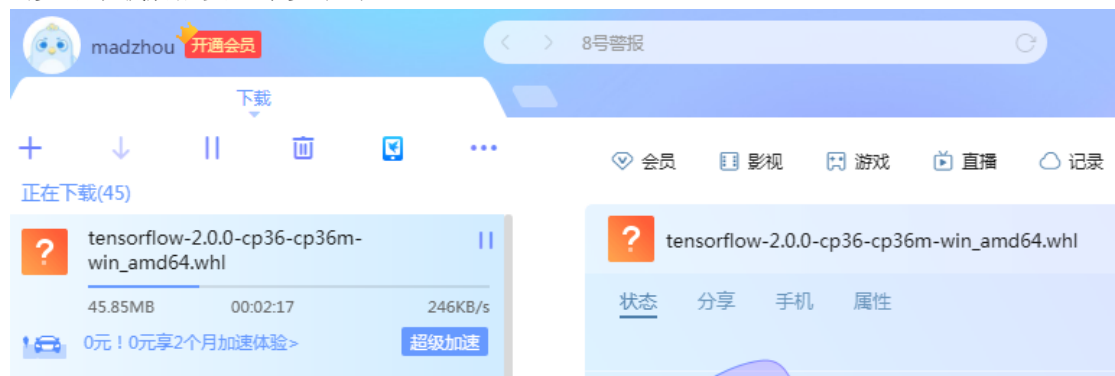 madzhou 开通会员
8号警报
下载
正在下载(45)
tensorflow-2.0.0-cp36-cp36m-
win_amd64.whl
45.85MB 00:02:17 246KB/s
0元！0元享2个月加速体验> 超级加速
会员 影视 游戏 直播 记录
tensorflow-2.0.0-cp36-cp36m-win_amd64.whl
状态 分享 手机 属性